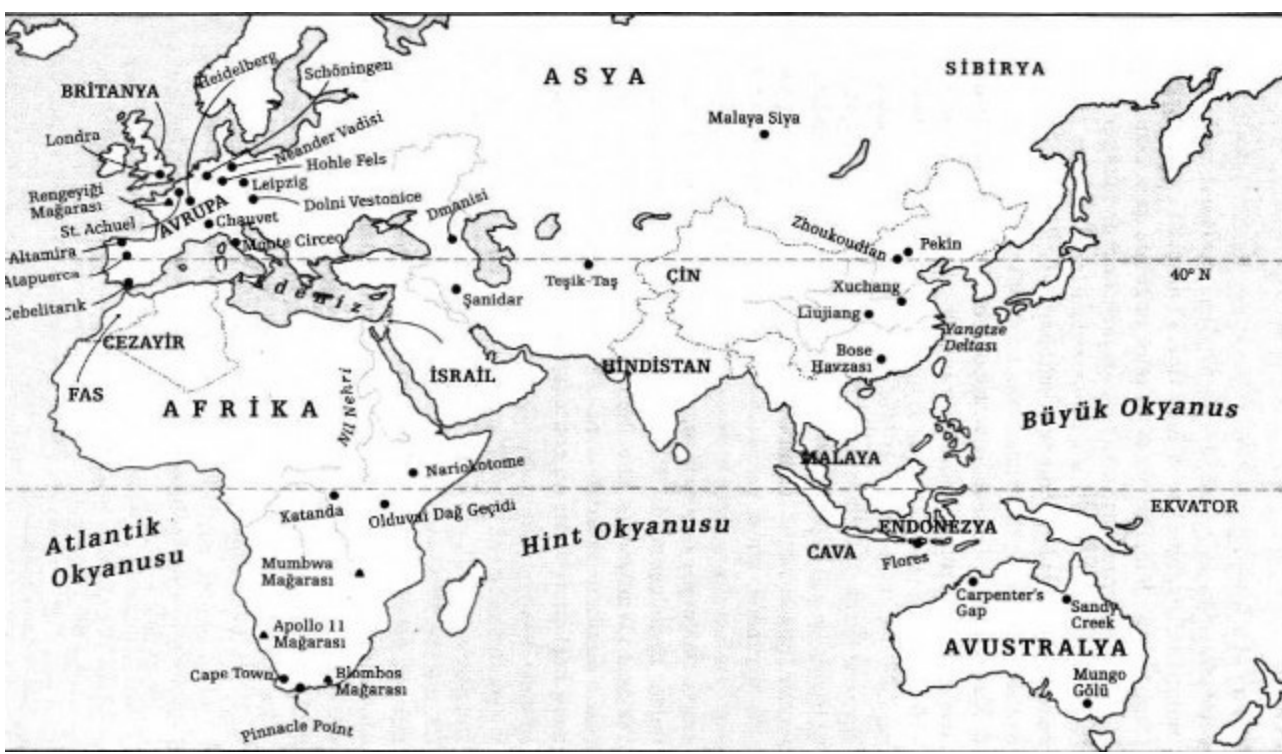 ASYA
SİBİRYA
BRİTANYA
Heidelberg
Schöningen
Londra
Neander Vadisi
Hohle Fels
Leipzig
Rengeyiği
Mağarası
AVRUPA
Dolni Vestonice
St. Achuel
Chauvet
Dmanisi
Altamira
Monte Circeo
Atapuerca
Cebelitarık
Akdeniz
Malaya Siya
Zhoukoudian
Pekin
Teşik-Taş
ÇİN
40° N
Şanidar
Xuchang
Liujiang
Yangtze
Deltası
CEZAYİR
Bose
Havzası
FAS
İSRAİL
HİNDİSTAN
AFRİKA
Nil Nehri
Büyük Okyanus
Nariokotome
MALAYA
Katanda
Olduvai Dağ Geçidi
EKVATOR
Atlantik
Okyanusu
Hint Okyanusu
ENDONEZYA
CAVA
Flores
Mumbwa
Mağarası
Carpenter's
Gap
Sandy
Creek
Apollo 11
Mağarası
AVUSTRALYA
Cape Town
Blombos
Mağarası
Mungo
Gölü
Pinnacle Point